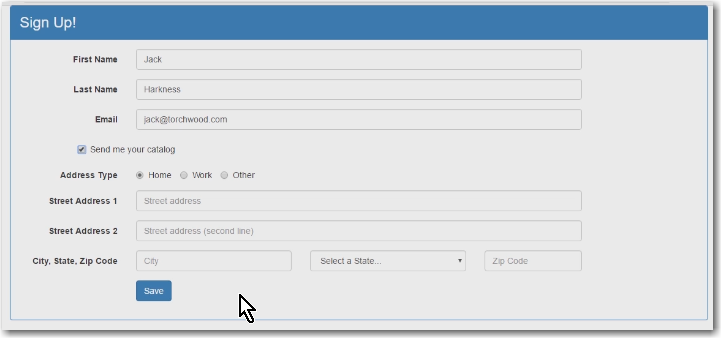 Sign Up!
First Name Jack
Last Name Harkness
Email jack@torchwood.com
Send me your catalog
Address Type Home Work Other
Street Address 1 Street address
Street Address 2 Street address (second line)
City, State, Zip Code City Select a State... Zip Code
Save